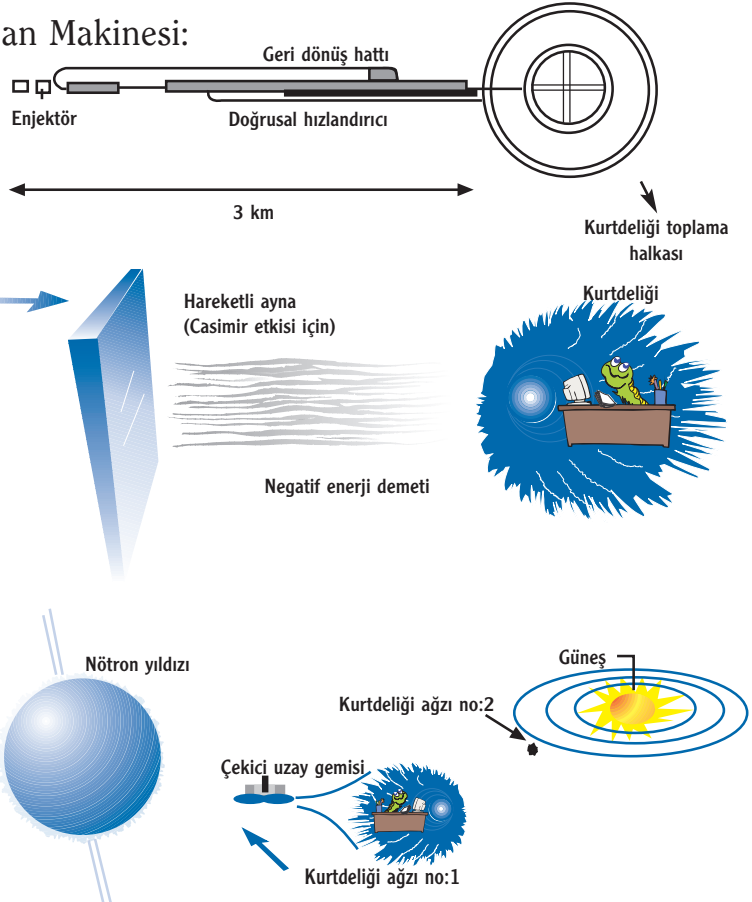 an Makinesi:
Geri dönüş hattı
Enjektör
Doğrusal hızlandırıcı
3 km
Kurtdeliği toplama
halkası
Hareketli ayna
(Casimir etkisi için)
Kurtdeliği
Negatif enerji demeti
Nötron yıldızı
Güneş
Kurtdeliği ağzı no:2
Çekici uzay gemisi
Kurtdeliği ağzı no:1